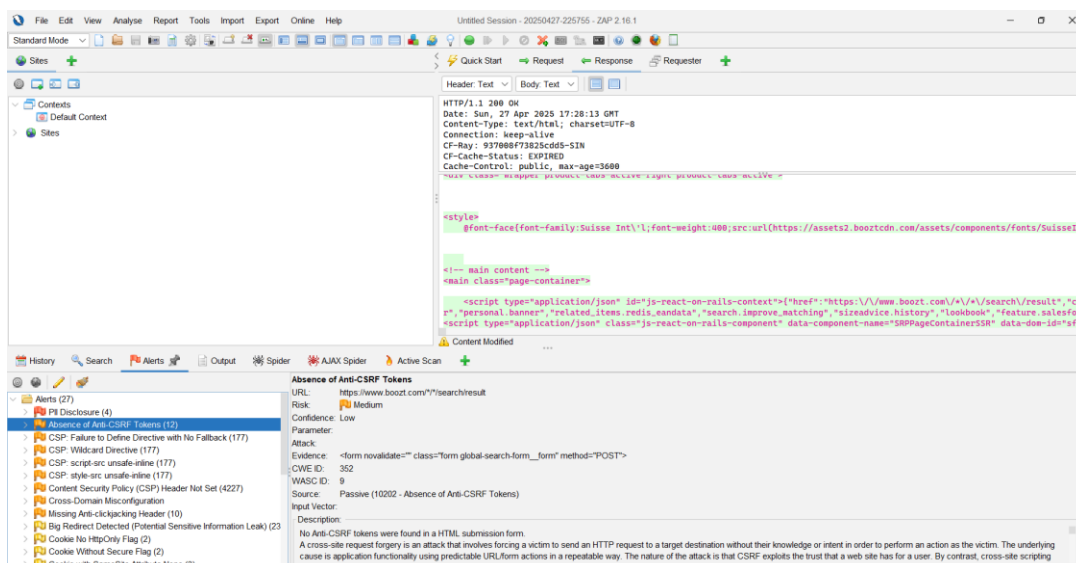 File Edit View Analyse Report Tools Import Export Online Help
Untitled Session - 20250427-225755 - ZAP 2.16.1
Standard Mode
Sites
Quick Start Request Response Requester
Header: Text Body: Text
Contexts
Default Context
Sites
HTTP/1.1 200 OK
Date: Sun, 27 Apr 2025 17:28:13 GMT
Content-Type: text/html; charset=UTF-8
Connection: keep-alive
CF-Ray: 937008f73825cdd5-SIN
CF-Cache-Status: EXPIRED
Cache-Control: public, max-age=3600
<div class="wrapper product-tabs-active-right product-tabs-active">
<style>
@font-face{font-family:Suisse Int\'l;font-weight:400;src:url(https://assets2.booztcdn.com/assets/components/fonts/SuisseI
<!-- main content -->
<main class="page-container">
<script type="application/json" id="js-react-on-rails-context">{"href":"https:\/\/www.boozt.com\/*\/*\/search\/result","c
r","personal.banner","related_items.redis_eandata","search.improve_matching","sizeadvice.history","lookbook","feature.salesfo
<script type="application/json" class="js-react-on-rails-component" data-component-name="SRPPageContainerSSR" data-dom-id="sf
Content Modified
History Search Alerts Output Spider AJAX Spider Active Scan
Alerts (27)
PII Disclosure (4)
Absence of Anti-CSRF Tokens (12)
CSP: Failure to Define Directive with No Fallback (177)
CSP: Wildcard Directive (177)
CSP: script-src unsafe-inline (177)
CSP: style-src unsafe-inline (177)
Content Security Policy (CSP) Header Not Set (4227)
Cross-Domain Misconfiguration
Missing Anti-clickjacking Header (10)
Big Redirect Detected (Potential Sensitive Information Leak) (23
Cookie No HttpOnly Flag (2)
Cookie Without Secure Flag (2)
Cookie with SameSite Attribute None (2)
Absence of Anti-CSRF Tokens
URL: https://www.boozt.com/*/*/search/result
Risk: Medium
Confidence: Low
Parameter:
Attack:
Evidence: <form novalidate="" class="form global-search-form__form" method="POST">
CWE ID: 352
WASC ID: 9
Source: Passive (10202 - Absence of Anti-CSRF Tokens)
Input Vector:
Description:
No Anti-CSRF tokens were found in a HTML submission form.
A cross-site request forgery is an attack that involves forcing a victim to send an HTTP request to a target destination without their knowledge or intent in order to perform an action as the victim. The underlying
cause is application functionality using predictable URL/form actions in a repeatable way. The nature of the attack is that CSRF exploits the trust that a web site has for a user. By contrast, cross-site scripting